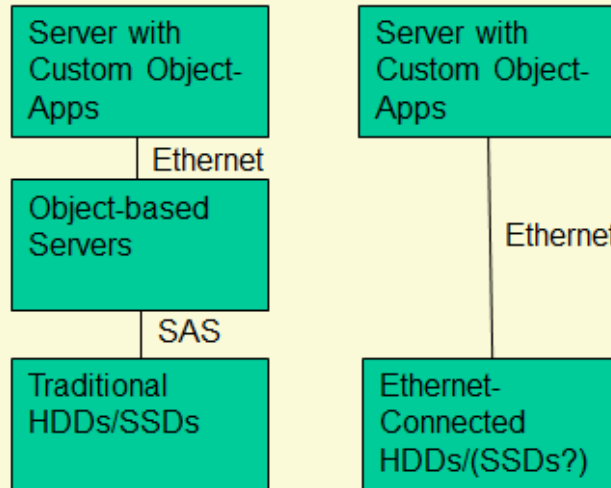 Server with
Custom Object-
Apps
Ethernet
Object-based
Servers
SAS
Traditional
HDDs/SSDs
Server with
Custom Object-
Apps
Ethernet
Ethernet-
Connected
HDDs/(SSDs?)